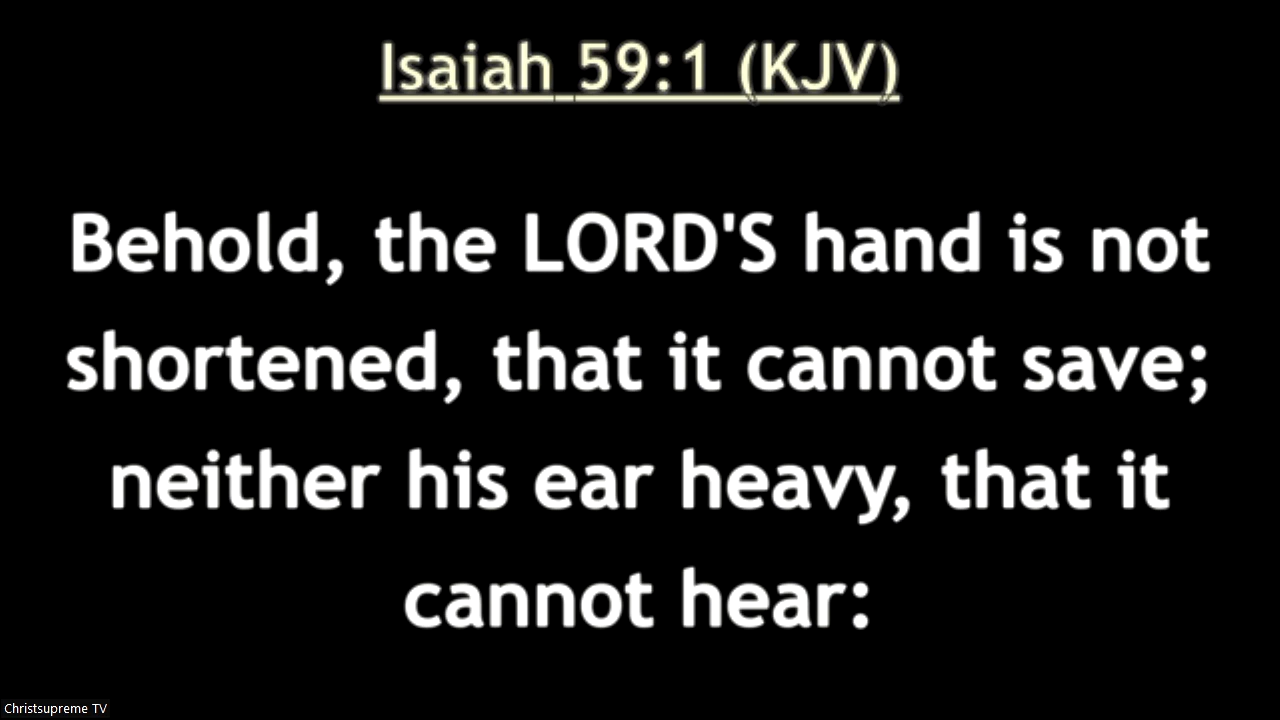 Isaiah 59:1 (KJV)
Behold, the LORD'S hand is not
shortened, that it cannot save;
neither his ear heavy, that it
cannot hear:
Christsupreme TV